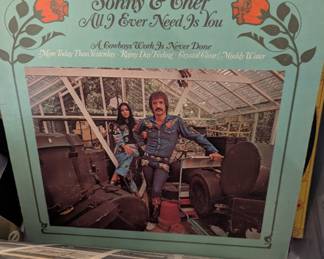 Sonny & Cher
All I Ever Need Is You
A Cowboys Work Is Never Done
More Today Than Yesterday · Rainy Day Feeling · Crystal Clear / Muddy Water